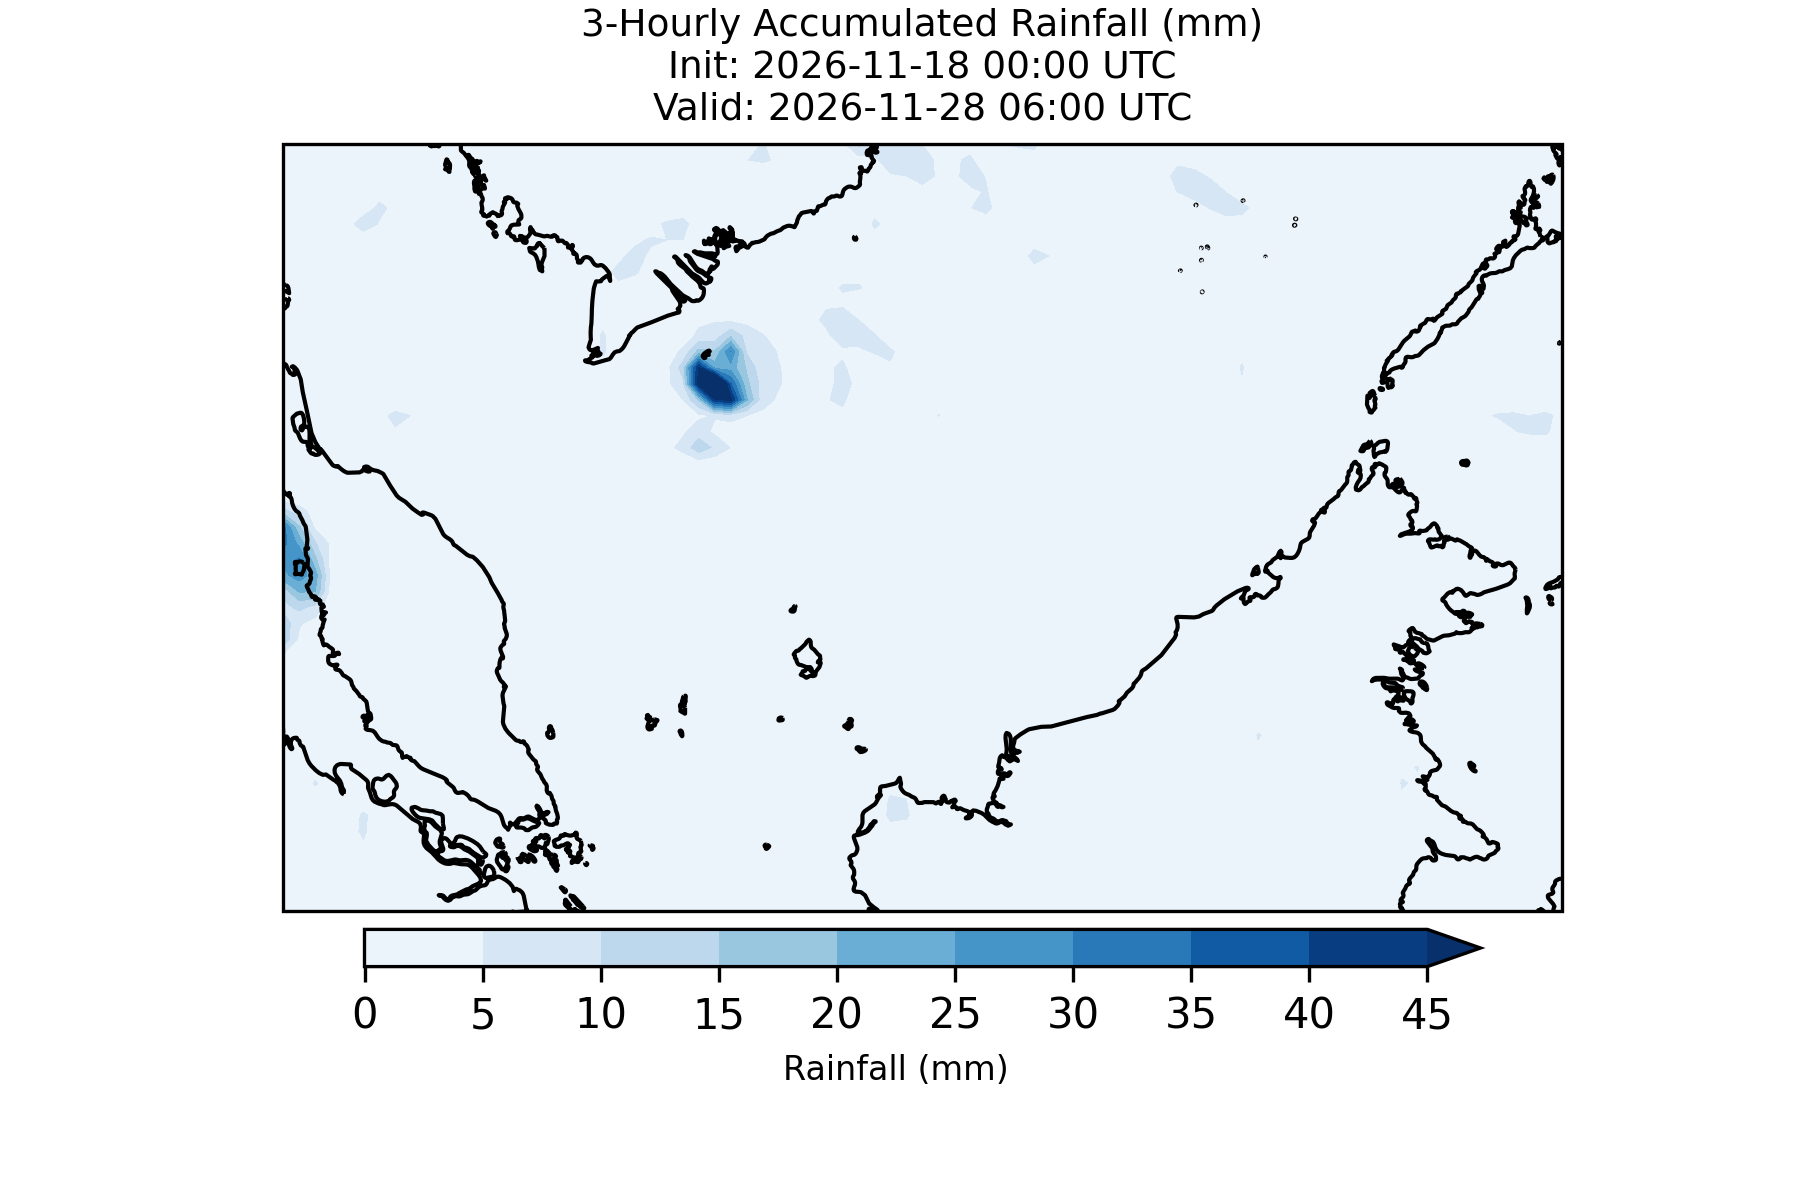 3-Hourly Accumulated Rainfall (mm)
Init: 2026-11-18 00:00 UTC
Valid: 2026-11-28 06:00 UTC
0 5 10 15 20 25 30 35 40 45
Rainfall (mm)